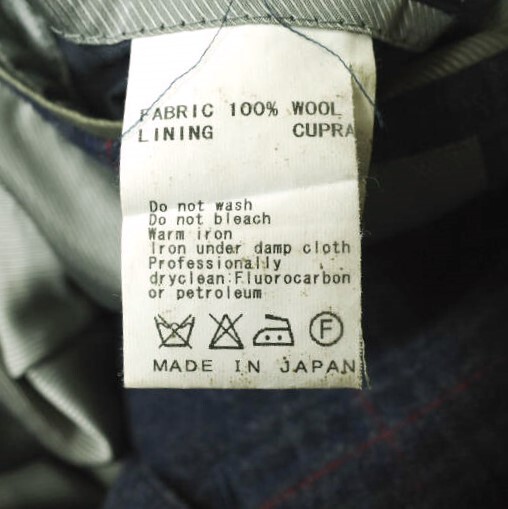 FABRIC 100% WOOL
LINING CUPRA
Do not wash
Do not bleach
Warm iron
Iron under damp cloth
Professionally
dryclean:Fluorocarbon
or petroleum
F
MADE IN JAPAN